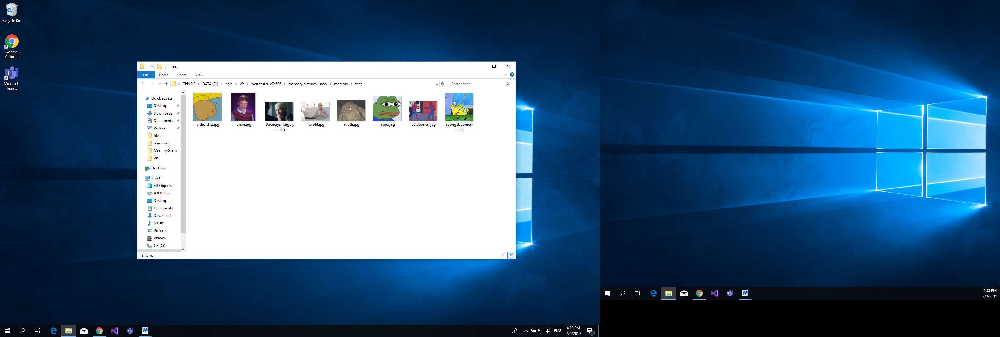 Recycle Bin
Google
Chrome
Microsoft
Teams
teen
File Home Share View
This PC DATA (D:) gala VP wetransfer-e7c506 memory pictures - new memory teen
Search teen
Quick access
Desktop
Downloads
Documents
Pictures
files
memory
MemoryGame -
VP
OneDrive
This PC
3D Objects
A360 Drive
Desktop
Documents
Downloads
Music
Pictures
Videos
OS (C:)
arthursfist.jpg
brian.jpg
Daenerys-Targary
en.jpg
harold.jpg
moth.jpg
pepe.jpg
spiderman.jpg
spongebobmem
e.jpg
8 items
ENG
4:22 PM
7/5/2019
1
4:22 PM
7/5/2019